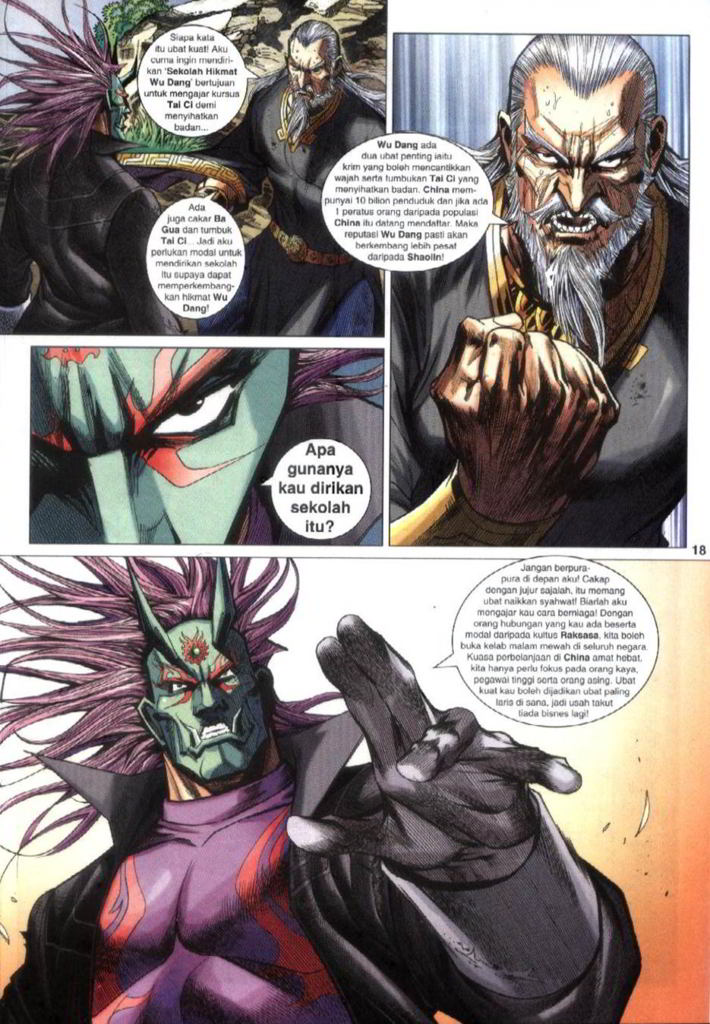 Siapa kata
itu ubat kuat! Aku
cuma ingin mendiri-
kan 'Sekolah Hikmat
Wu Dang' bertujuan
untuk mengajar kursus
Tai Ci demi
menyihatkan
badan...
Ada
juga cakar Ba
Gua dan tumbuk
Tai Ci... Jadi aku
perlukan modal untuk
mendirikan sekolah
itu supaya dapat
memperkembang-
kan hikmat Wu
Dang!
Wu Dang ada
dua ubat penting iaitu
krim yang boleh mencantikkan
wajah serta tumbukan Tai Ci yang
menyihatkan badan. China mem-
punyai 10 bilion penduduk dan jika ada
1 peratus orang daripada populasi
China itu datang mendaftar. Maka
reputasi Wu Dang pasti akan
berkembang lebih pesat
daripada Shaolin!
Apa
gunanya
kau dirikan
sekolah
itu?
18
Jangan berpura-
pura di depan aku! Cakap
dengan jujur sajalah, itu memang
ubat naikkan syahwat! Biarlah aku
mengajar kau cara berniaga! Dengan
orang hubungan yang kau ada beserta
modal daripada kultus Raksasa, kita boleh
buka kelab malam mewah di seluruh negara.
Kuasa perbelanjaan di China amat hebat,
kita hanya perlu fokus pada orang kaya,
pegawai tinggi serta orang asing. Ubat
kuat kau boleh dijadikan ubat paling
laris di sana, jadi usah takut
tiada bisnes lagi!